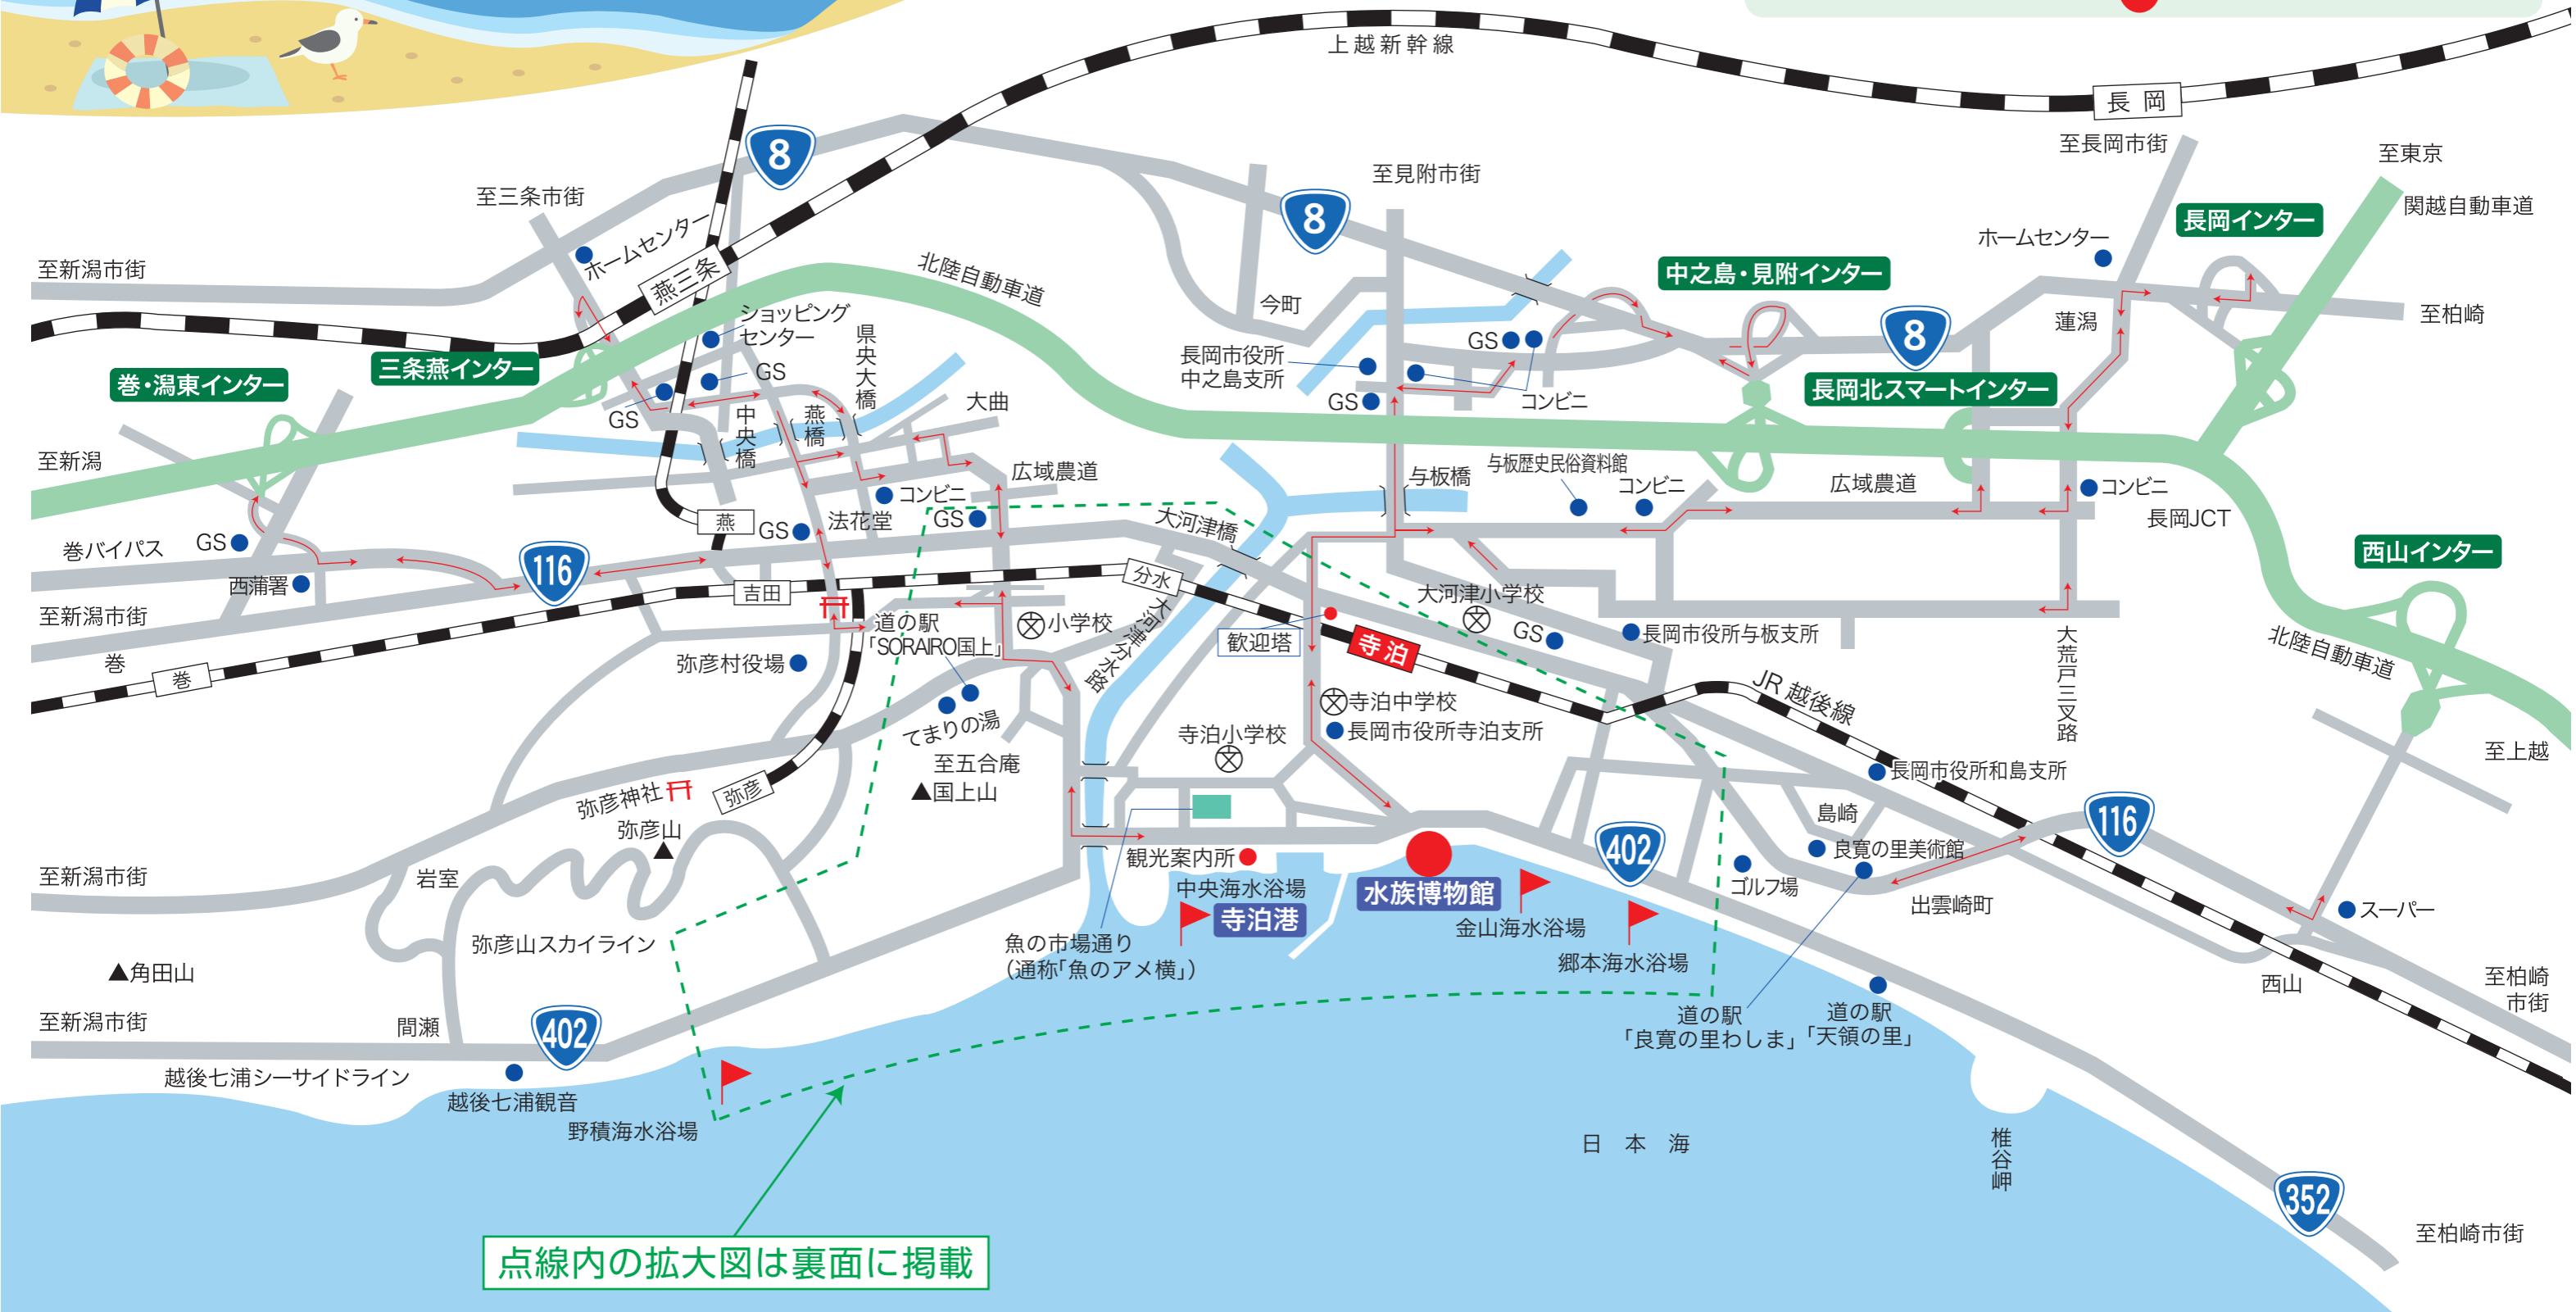 上越新幹線
長岡
8
至長岡市街
至東京
至見附市街
至三条市街
8
関越自動車道
長岡インター
ホームセンター
ホームセンター
至新潟市街
燕三条
北陸自動車道
中之島・見附インター
今町
ショッピング
センター
県央大橋
蓮潟
至柏崎
8
GS
長岡市役所
中之島支所
三条燕インター
GS
巻・潟東インター
長岡北スマートインター
大曲
GS
コンビニ
GS
中央橋
燕橋
至新潟
広域農道
与板橋
与板歴史民俗資料館
コンビニ
広域農道
コンビニ
コンビニ
長岡JCT
燕
GS
法花堂
GS
大河津橋
巻バイパス
GS
116
西山インター
西蒲署
吉田
分水
大河津小学校
至新潟市街
道の駅
「SORAIRO国上」
小学校
大河津分水路
歓迎塔
寺泊
GS
長岡市役所与板支所
大荒戸三叉路
北陸自動車道
巻
巻
弥彦村役場
JR越後線
寺泊中学校
てまりの湯
寺泊小学校
長岡市役所寺泊支所
至上越
至五合庵
長岡市役所和島支所
▲国上山
弥彦神社
弥彦
島崎
116
弥彦山
▲
402
観光案内所
良寛の里美術館
至新潟市街
岩室
中央海水浴場
水族博物館
ゴルフ場
出雲崎町
スーパー
寺泊港
金山海水浴場
弥彦山スカイライン
魚の市場通り
(通称「魚のアメ横」)
郷本海水浴場
▲角田山
西山
至柏崎
市街
道の駅
「良寛の里わしま」
道の駅
「天領の里」
至新潟市街
間瀬
402
越後七浦シーサイドライン
越後七浦観音
野積海水浴場
日本海
椎谷岬
352
至柏崎市街
点線内の拡大図は裏面に掲載